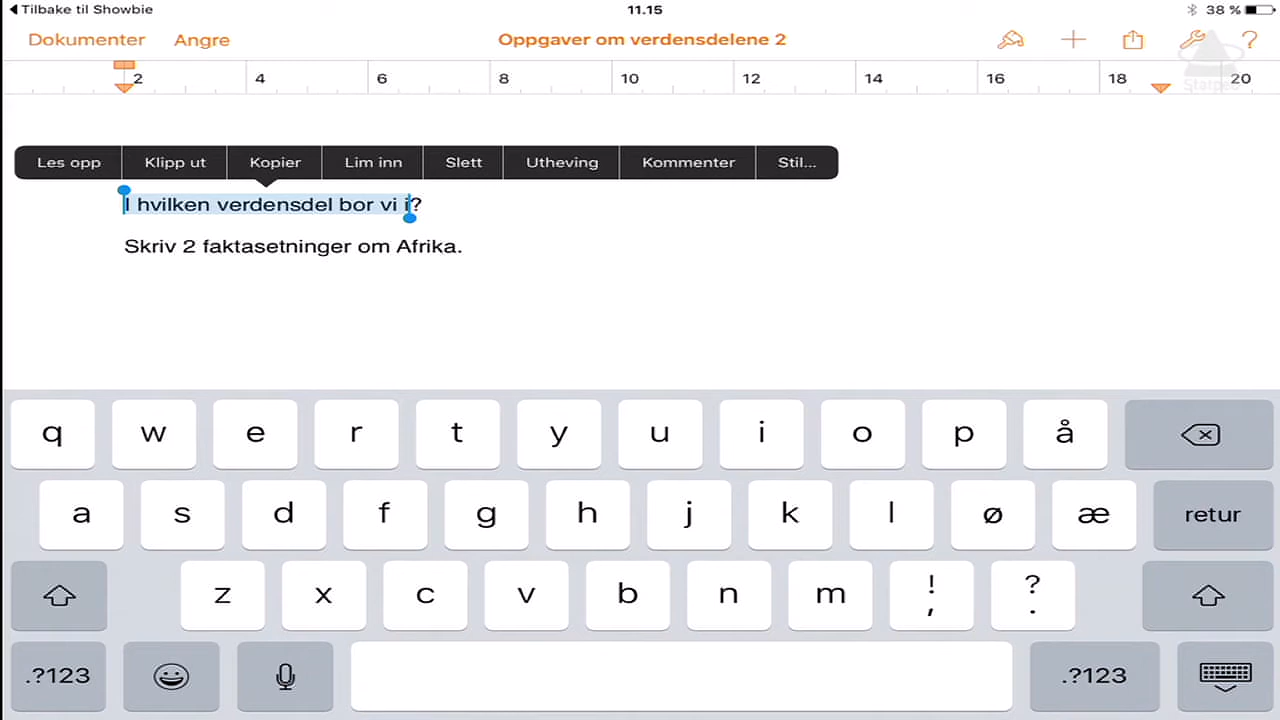 Tilbake til Showbie 11.15 38 %
Dokumenter Angre Oppgaver om verdensdelene 2 ?
2 4 6 8 10 12 14 16 18 20
Statped
Les opp Klipp ut Kopier Lim inn Slett Utheving Kommenter Stil...
I hvilken verdensdel bor vi i?
Skriv 2 faktasetninger om Afrika.
q w e r t y u i o p å
a s d f g h j k l ø æ retur
z x c v b n m ! , ? .
.?123 .?123